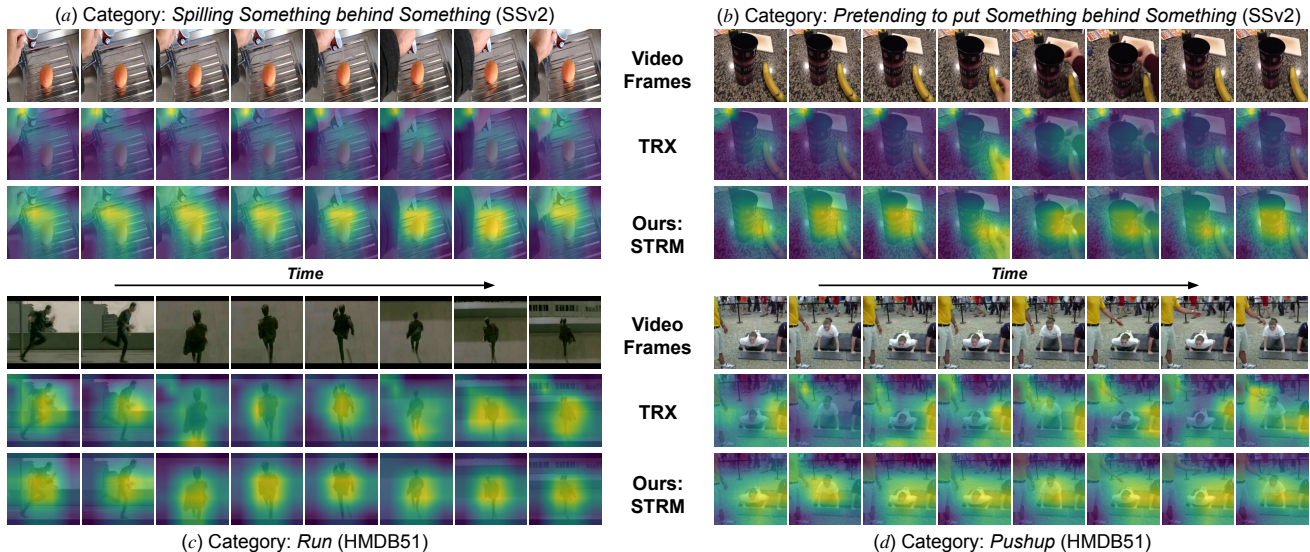 (a) Category: Spilling Something behind Something (SSv2)
(b) Category: Pretending to put Something behind Something (SSv2)
Video
Frames
TRX
Ours:
STRM
Time
Time
Video
Frames
TRX
Ours:
STRM
(c) Category: Run (HMDB51)
(d) Category: Pushup (HMDB51)